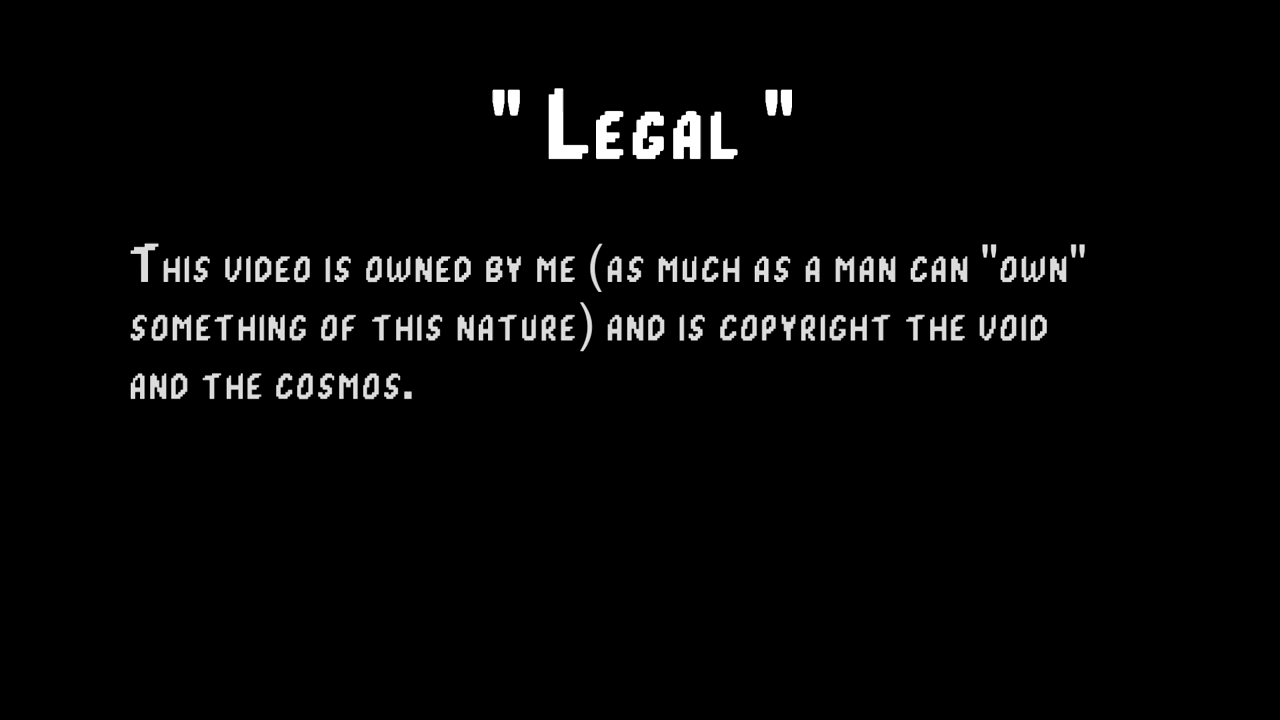 " Legal "
This video is owned by me (as much as a man can "own"
something of this nature) and is copyright the void
and the cosmos.